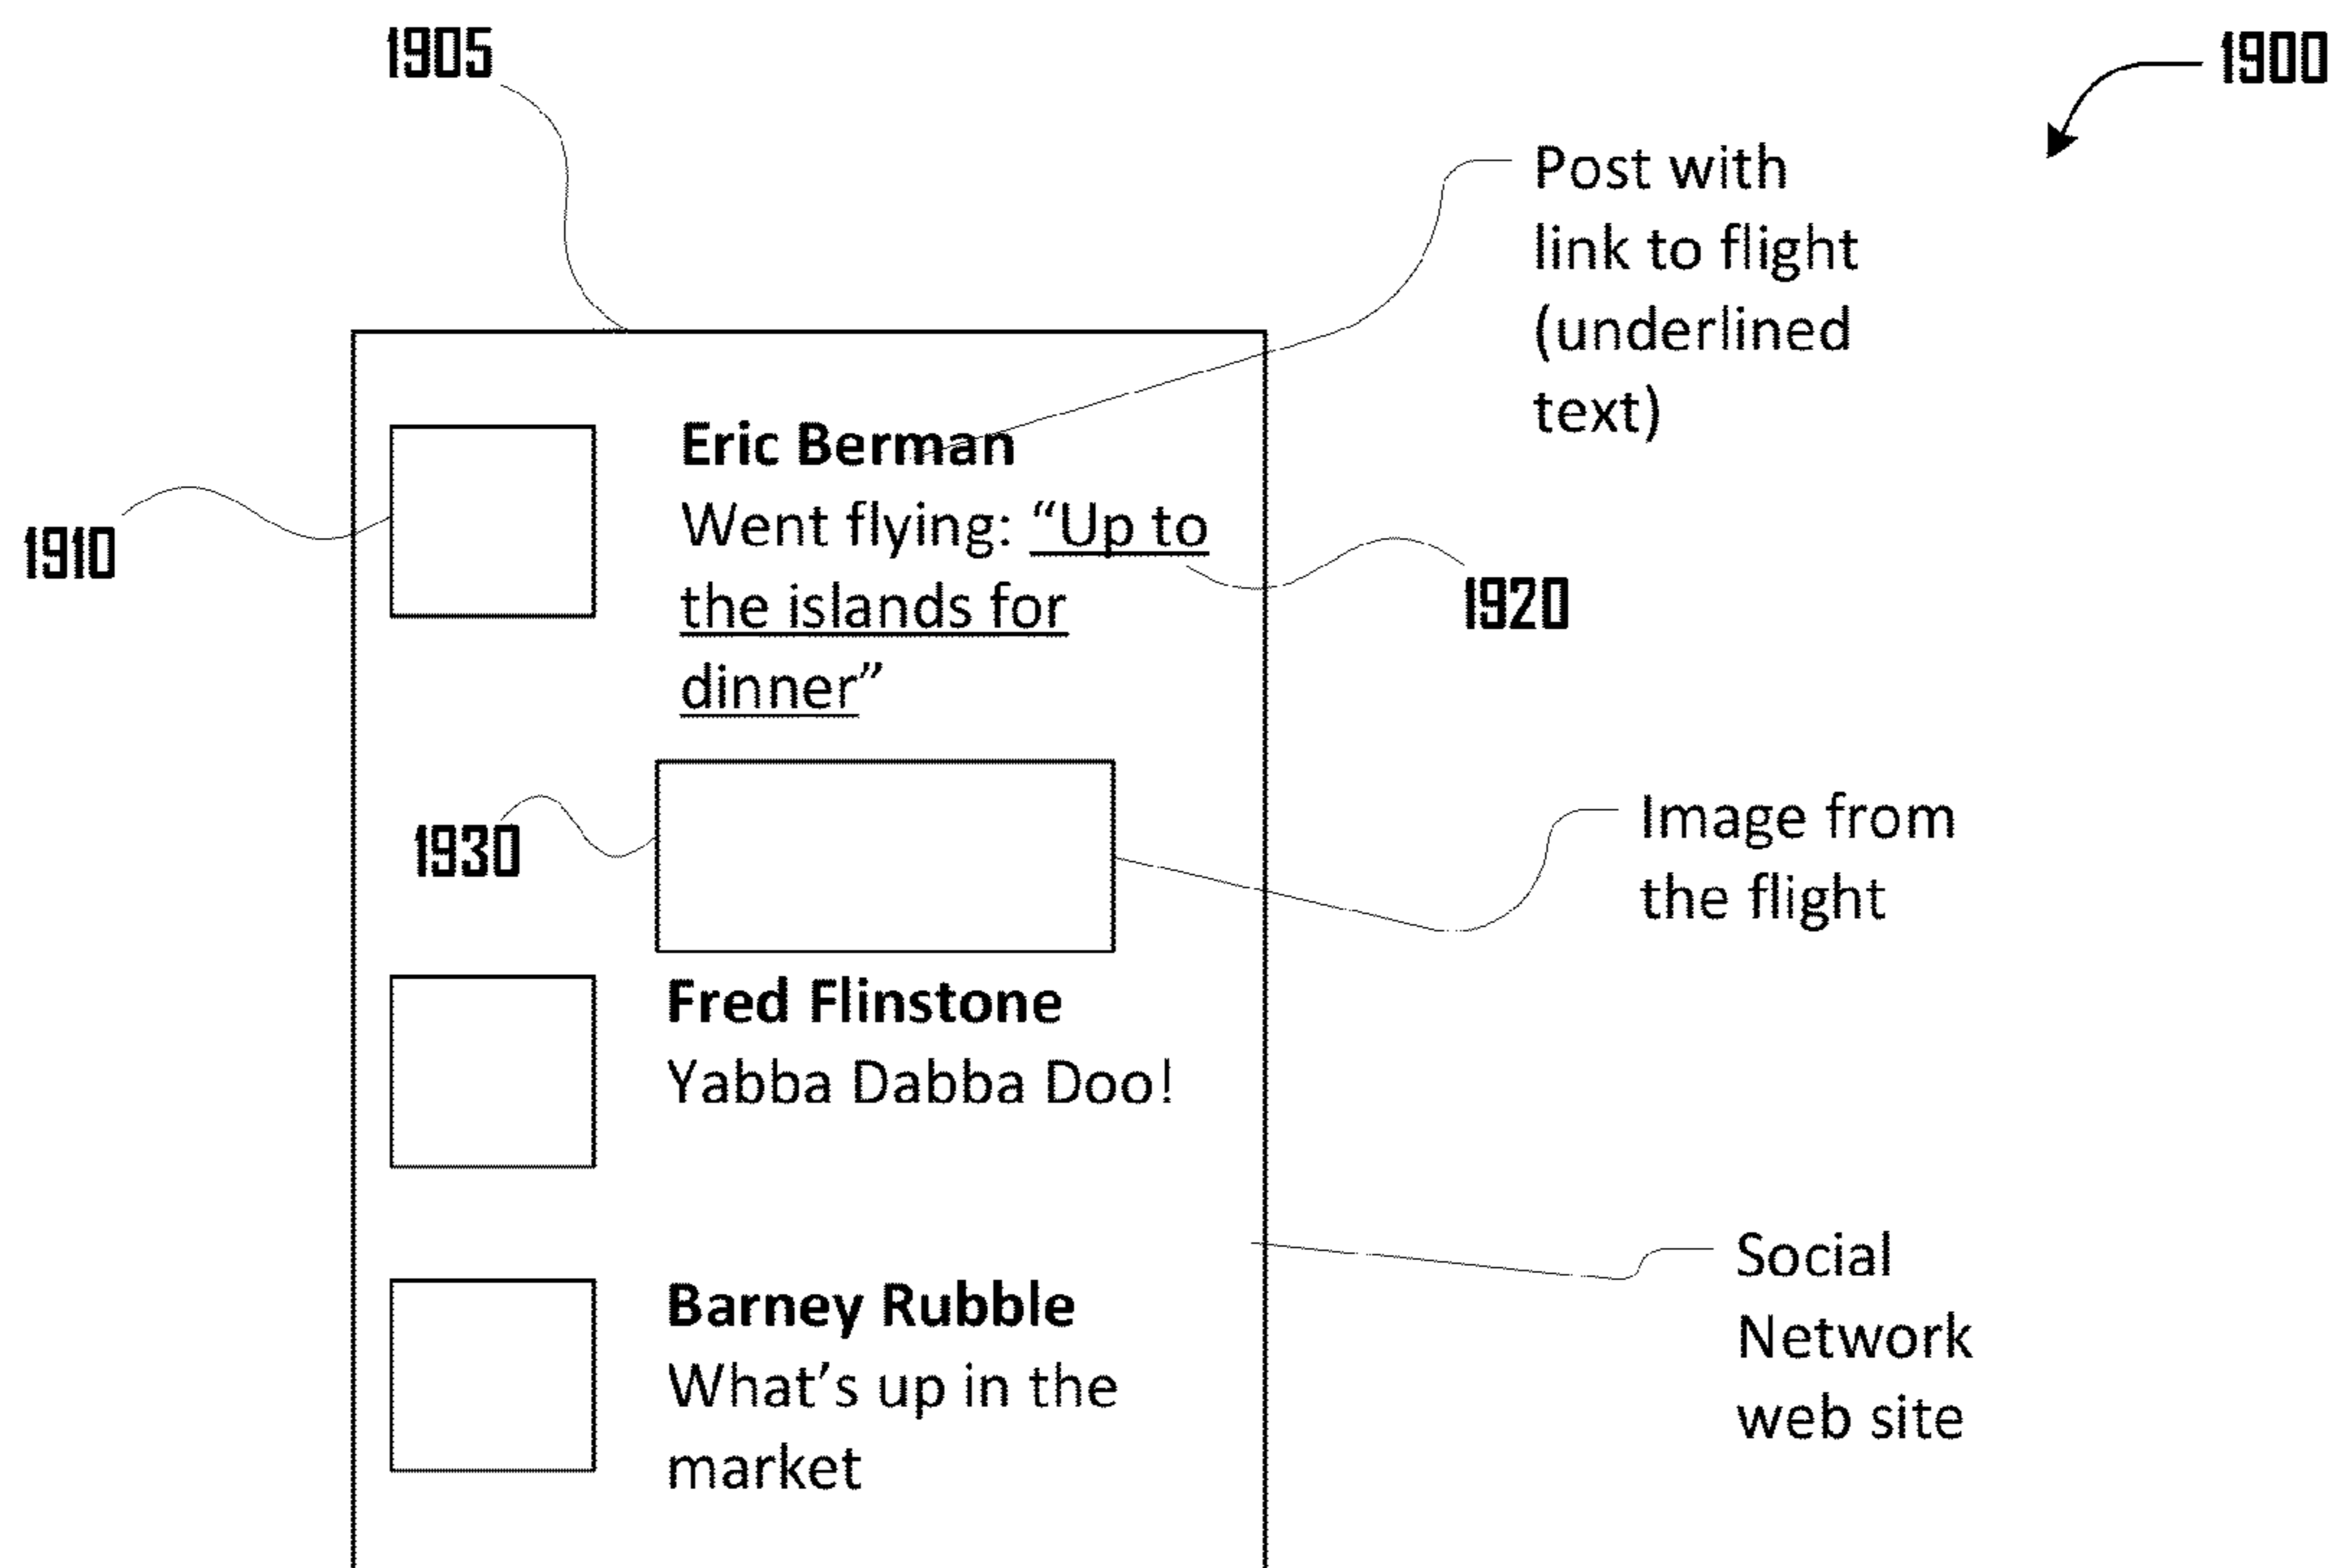 1905
1900
Post with
link to flight
(underlined
text)
Eric Berman
Went flying: “Up to
the islands for
dinner”
1910
1920
1930
Image from
the flight
Fred Flinstone
Yabba Dabba Doo!
Social
Network
web site
Barney Rubble
What’s up in the
market